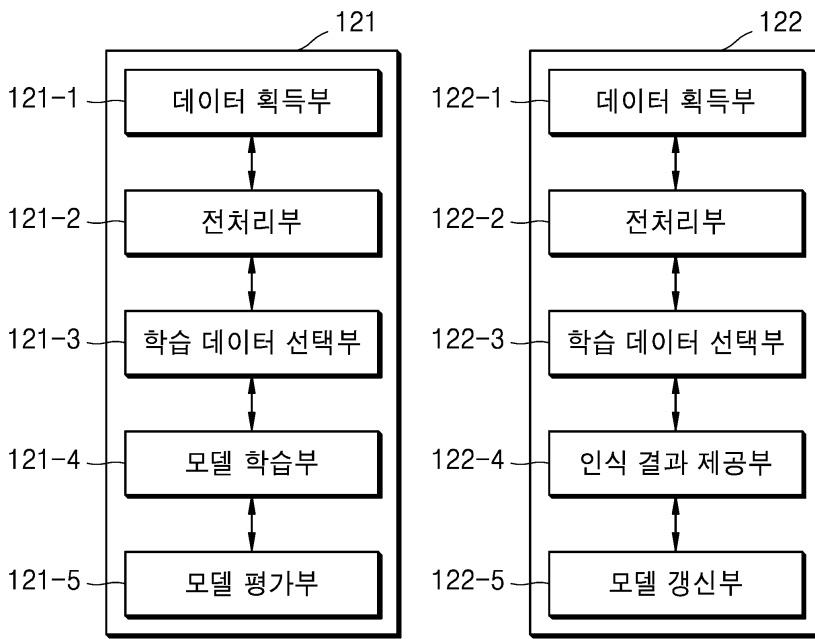 121
121-1 데이터 획득부
121-2 전처리부
121-3 학습 데이터 선택부
121-4 모델 학습부
121-5 모델 평가부
122
122-1 데이터 획득부
122-2 전처리부
122-3 학습 데이터 선택부
122-4 인식 결과 제공부
122-5 모델 갱신부